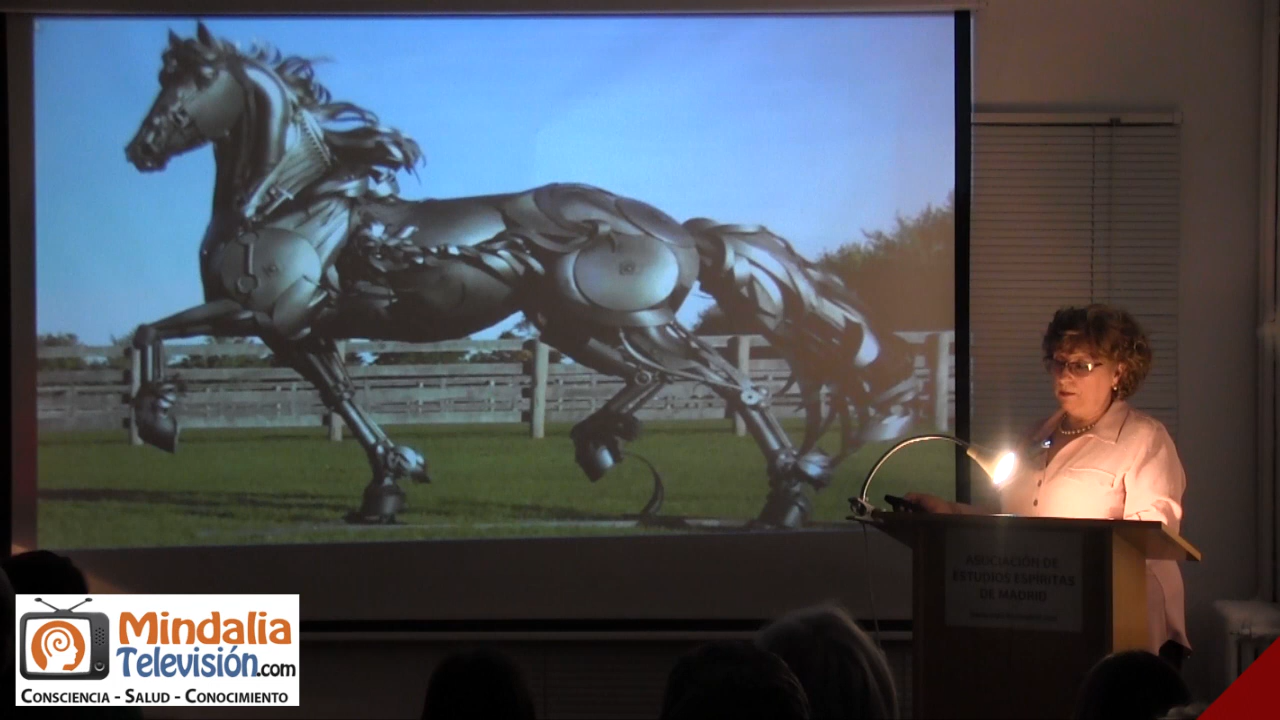 ASOCIACIÓN DE
ESTUDIOS ESPÍRITAS
DE MADRID
Mindalia
Televisión.com
CONSCIENCIA - SALUD - CONOCIMIENTO